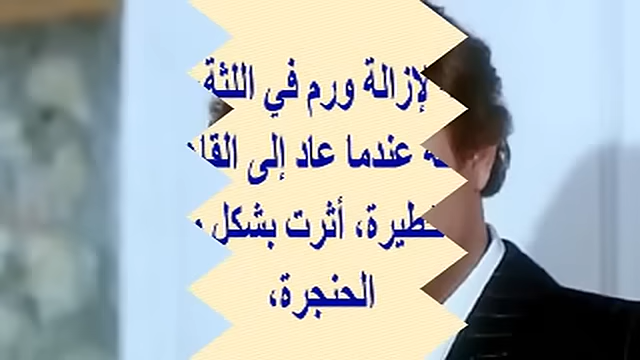 لإزالة ورم في اللثة
عندما عاد إلى
أثرت بشكل
الحنجرة،